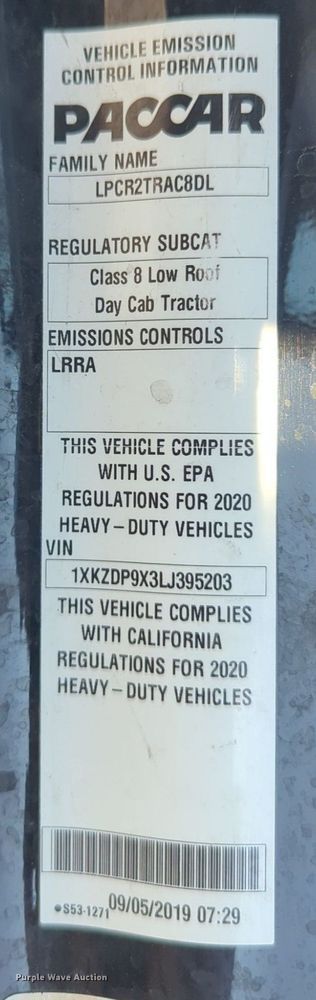 VEHICLE EMISSION
CONTROL INFORMATION
PACCAR
FAMILY NAME
LPCR2TRAC8DL
REGULATORY SUBCAT
Class 8 Low Roof
Day Cab Tractor
EMISSIONS CONTROLS
LRRA
THIS VEHICLE COMPLIES
WITH U.S. EPA
REGULATIONS FOR 2020
HEAVY-DUTY VEHICLES
VIN
1XKZDP9X3LJ395203
THIS VEHICLE COMPLIES
WITH CALIFORNIA
REGULATIONS FOR 2020
HEAVY-DUTY VEHICLES
S53-1271 09/05/2019 07:29
Purple Wave Auction